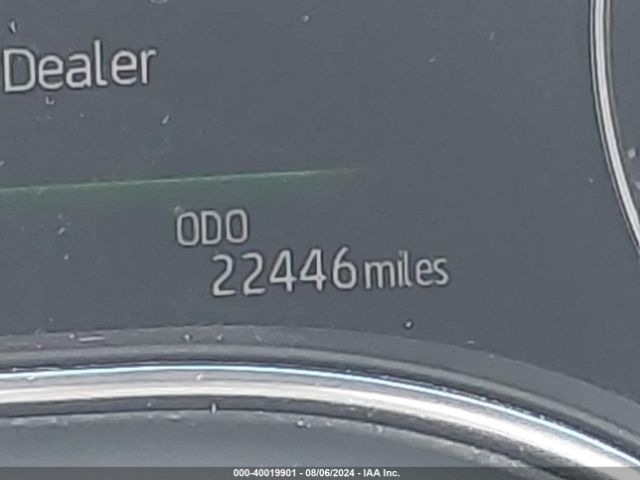 Dealer
ODO
22446 miles
000-40019901 - 08/06/2024 - IAA Inc.